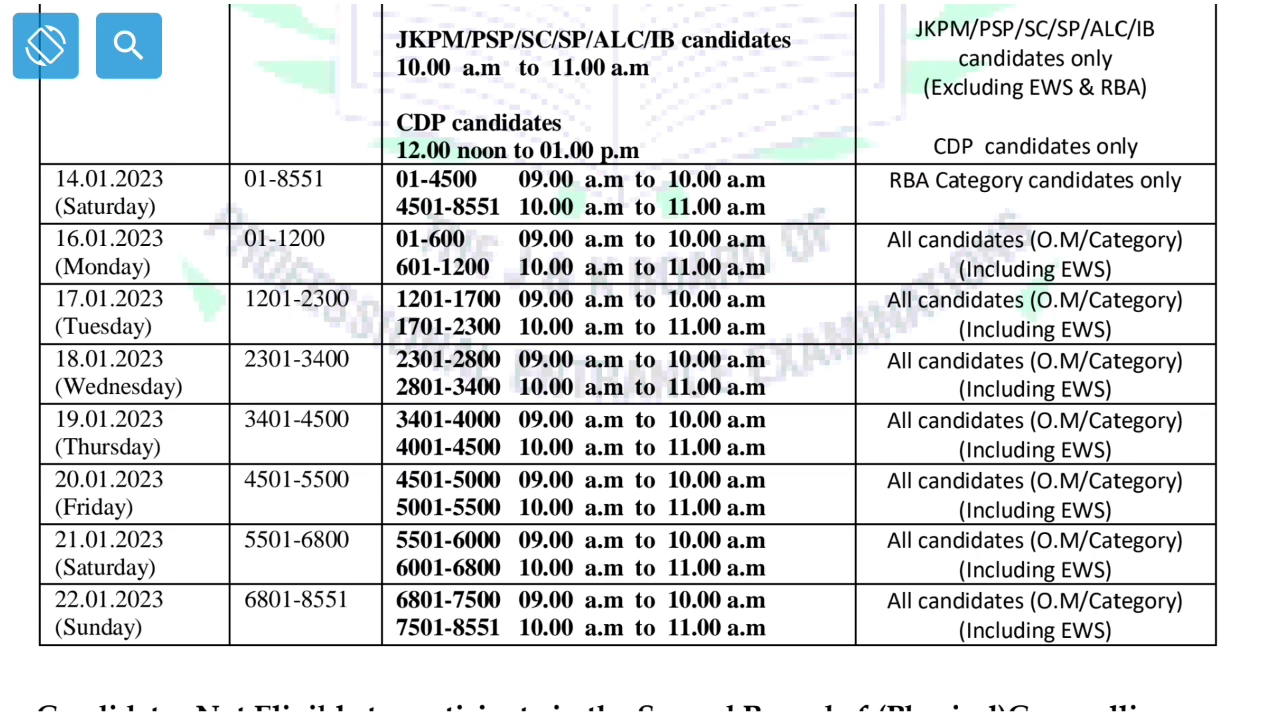 JKPM/PSP/SC/SP/ALC/IB candidates
10.00 a.m to 11.00 a.m
CDP candidates
12.00 noon to 01.00 p.m
JKPM/PSP/SC/SP/ALC/IB
candidates only
(Excluding EWS & RBA)
CDP candidates only
14.01.2023
(Saturday)
01-8551
01-4500 09.00 a.m to 10.00 a.m
4501-8551 10.00 a.m to 11.00 a.m
RBA Category candidates only
16.01.2023
(Monday)
01-1200
01-600 09.00 a.m to 10.00 a.m
601-1200 10.00 a.m to 11.00 a.m
All candidates (O.M/Category)
(Including EWS)
17.01.2023
(Tuesday)
1201-2300
1201-1700 09.00 a.m to 10.00 a.m
1701-2300 10.00 a.m to 11.00 a.m
All candidates (O.M/Category)
(Including EWS)
18.01.2023
(Wednesday)
2301-3400
2301-2800 09.00 a.m to 10.00 a.m
2801-3400 10.00 a.m to 11.00 a.m
All candidates (O.M/Category)
(Including EWS)
19.01.2023
(Thursday)
3401-4500
3401-4000 09.00 a.m to 10.00 a.m
4001-4500 10.00 a.m to 11.00 a.m
All candidates (O.M/Category)
(Including EWS)
20.01.2023
(Friday)
4501-5500
4501-5000 09.00 a.m to 10.00 a.m
5001-5500 10.00 a.m to 11.00 a.m
All candidates (O.M/Category)
(Including EWS)
21.01.2023
(Saturday)
5501-6800
5501-6000 09.00 a.m to 10.00 a.m
6001-6800 10.00 a.m to 11.00 a.m
All candidates (O.M/Category)
(Including EWS)
22.01.2023
(Sunday)
6801-8551
6801-7500 09.00 a.m to 10.00 a.m
7501-8551 10.00 a.m to 11.00 a.m
All candidates (O.M/Category)
(Including EWS)
THE J & K BOARD OF
PROFESSIONAL ENTRANCE EXAMINATIONS